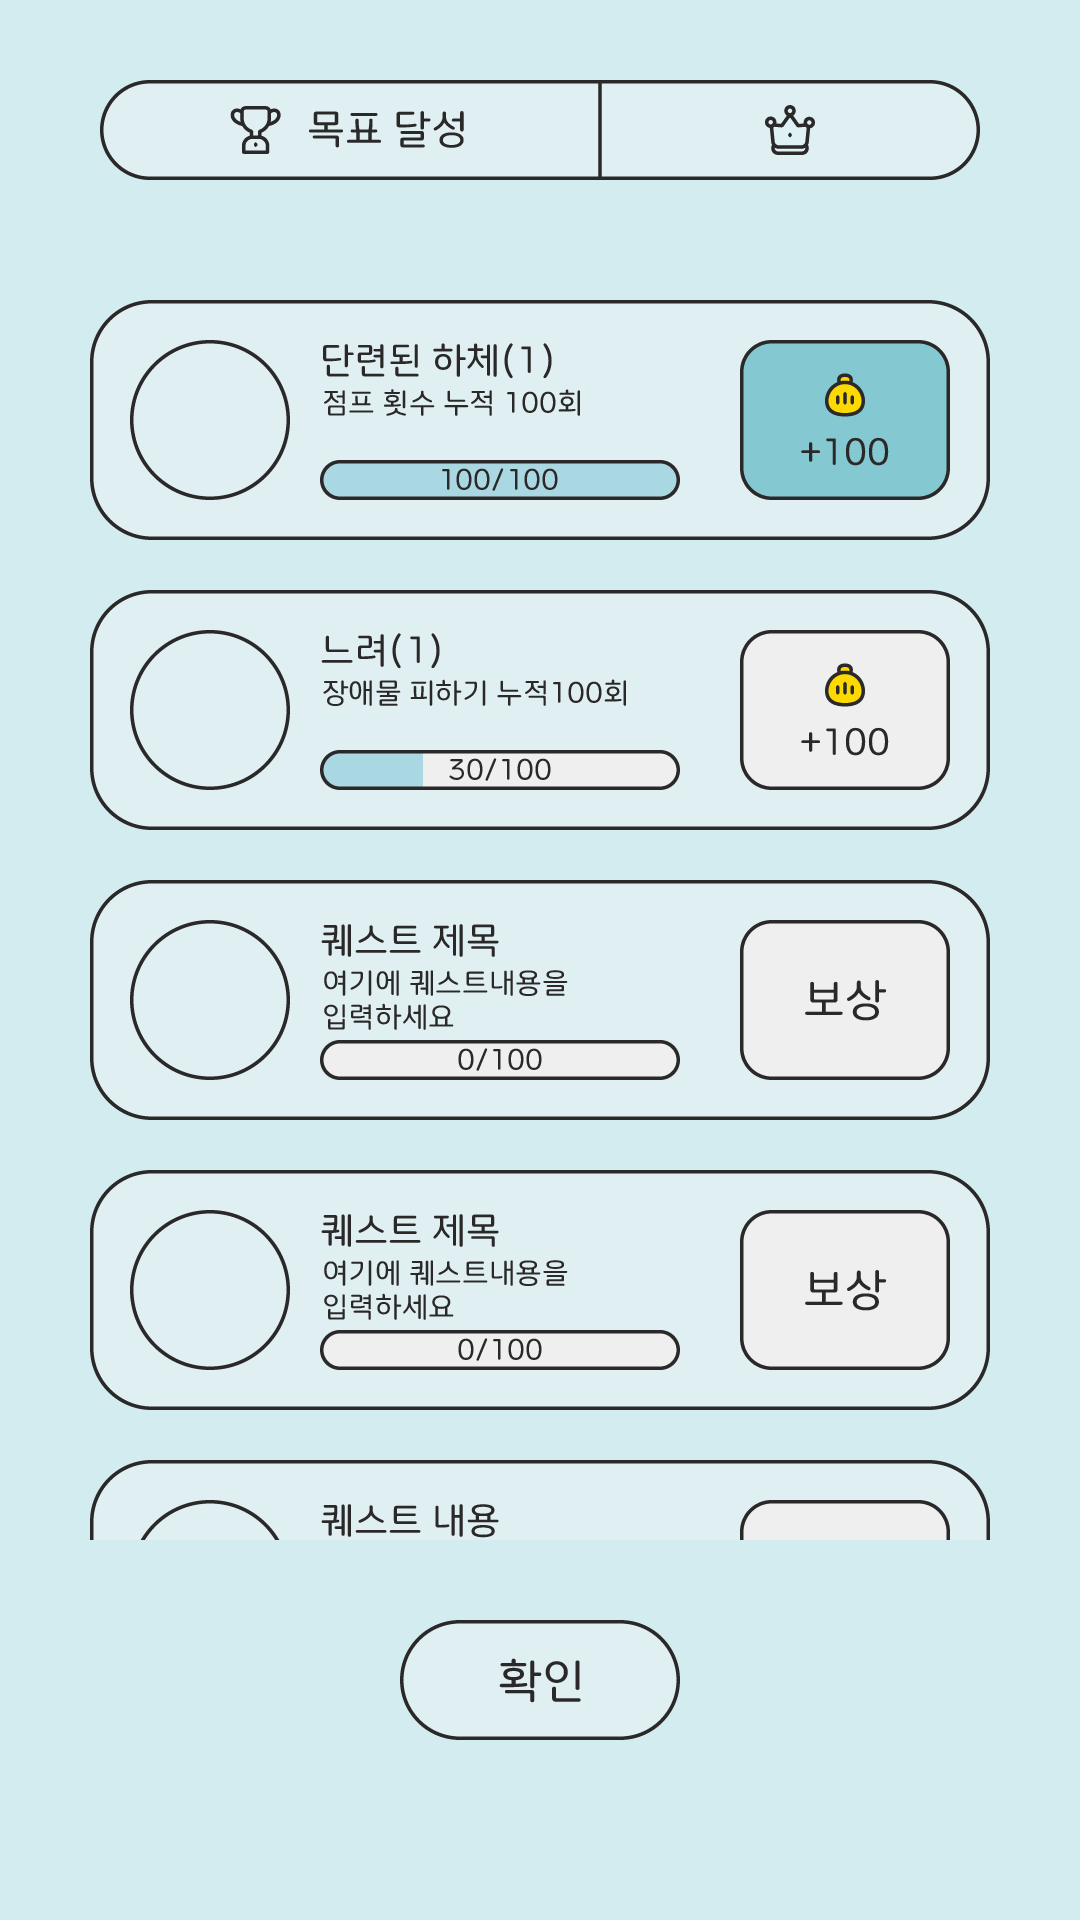 목표 달성
단련된 하체(1)
점프 횟수 누적 100회
100/100
+100
느려(1)
장애물 피하기 누적100회
30/100
+100
퀘스트 제목
여기에 퀘스트내용을
입력하세요
0/100
보상
퀘스트 제목
여기에 퀘스트내용을
입력하세요
0/100
보상
퀘스트 내용
확인